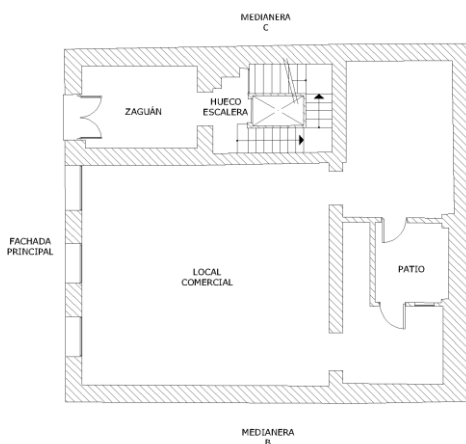 MEDIANERA
C
ZAGUÁN
HUECO
ESCALERA
FACHADA
PRINCIPAL
LOCAL
COMERCIAL
PATIO
MEDIANERA
B